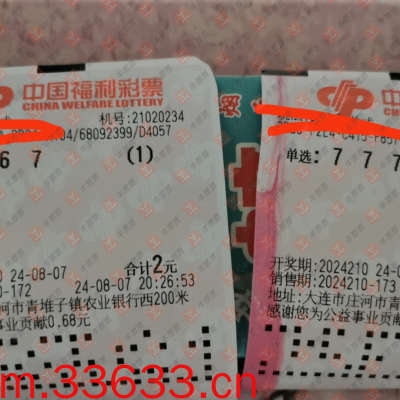 中国福利彩票
CHINA WELFARE LOTTERY
机号:21020234
/68092399/D4057
6 7 (1)
24-08-07 合计2元
-172 24-08-07 20:26:53
河市青堆子镇农业银行西200米
业贡献0.68元
中
单选: 7 7 7
开奖期:2024210 24-0
销售期:2024210-173
地址:大连市庄河市青
感谢您为公益事业贡献
m.33633.cn